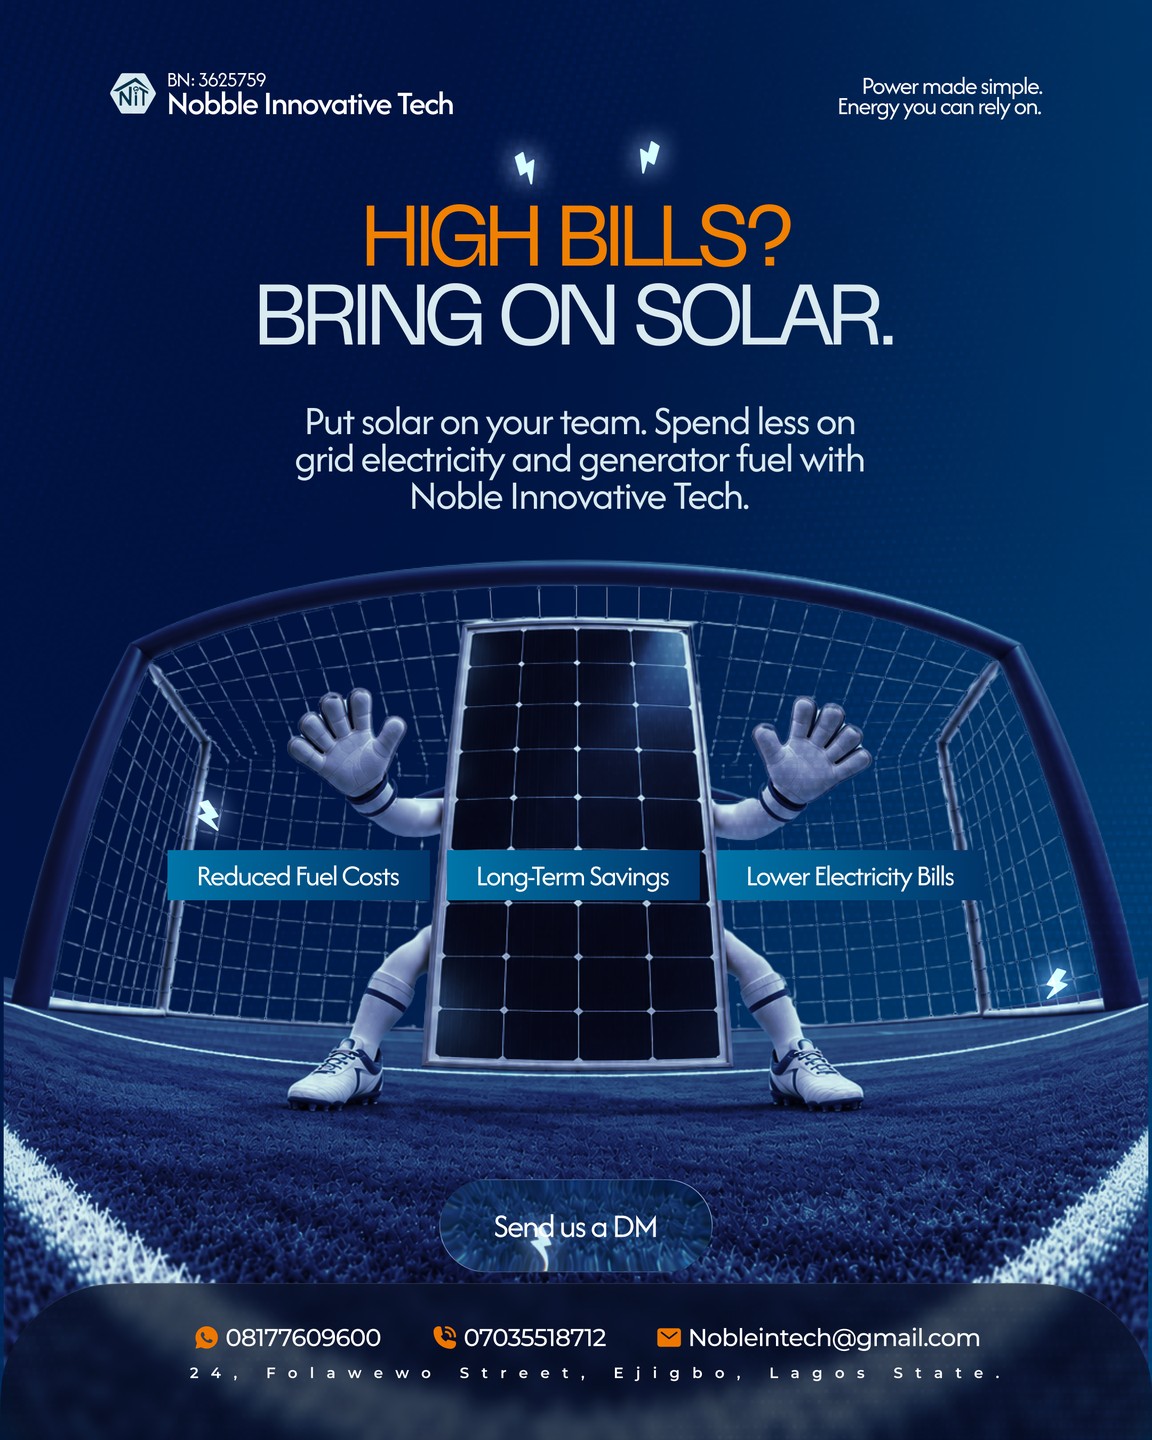 NiT
BN: 3625759
Nobble Innovative Tech
Power made simple.
Energy you can rely on.
HIGH BILLS?
BRING ON SOLAR.
Put solar on your team. Spend less on
grid electricity and generator fuel with
Noble Innovative Tech.
Reduced Fuel Costs
Long-Term Savings
Lower Electricity Bills
Send us a DM
08177609600
07035518712
Nobleintech@gmail.com
24, Folawewo Street, Ejigbo, Lagos State.